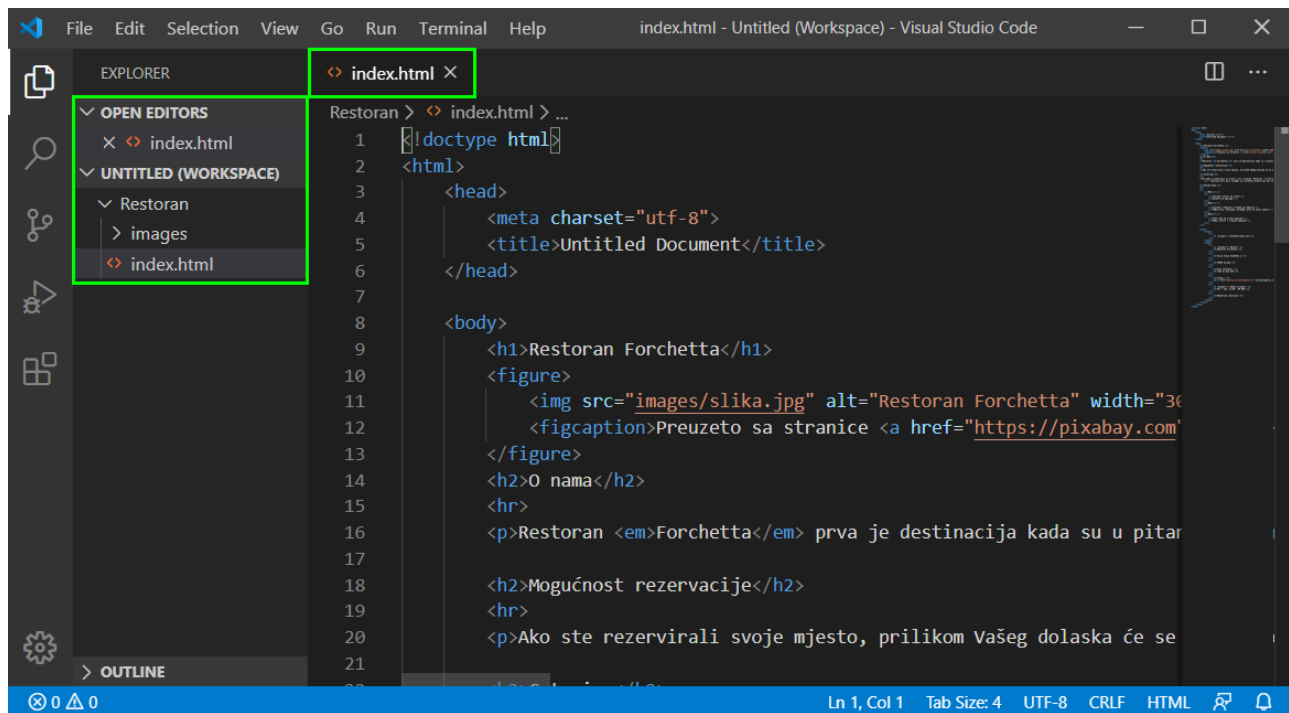 File Edit Selection View Go Run Terminal Help index.html - Untitled (Workspace) - Visual Studio Code
EXPLORER
OPEN EDITORS
index.html
UNTITLED (WORKSPACE)
Restoran
images
index.html
OUTLINE
index.html
Restoran > index.html > ...
1 <!doctype html>
2 <html>
3 <head>
4 <meta charset="utf-8">
5 <title>Untitled Document</title>
6 </head>
7
8 <body>
9 <h1>Restoran Forchetta</h1>
10 <figure>
11 <img src="images/slika.jpg" alt="Restoran Forchetta" width="30
12 <figcaption>Preuzeto sa stranice <a href="https://pixabay.com"
13 </figure>
14 <h2>O nama</h2>
15 <hr>
16 <p>Restoran <em>Forchetta</em> prva je destinacija kada su u pitan
17
18 <h2>Mogućnost rezervacije</h2>
19 <hr>
20 <p>Ako ste rezervirali svoje mjesto, prilikom Vašeg dolaska će se
21
0 0 Ln 1, Col 1 Tab Size: 4 UTF-8 CRLF HTML